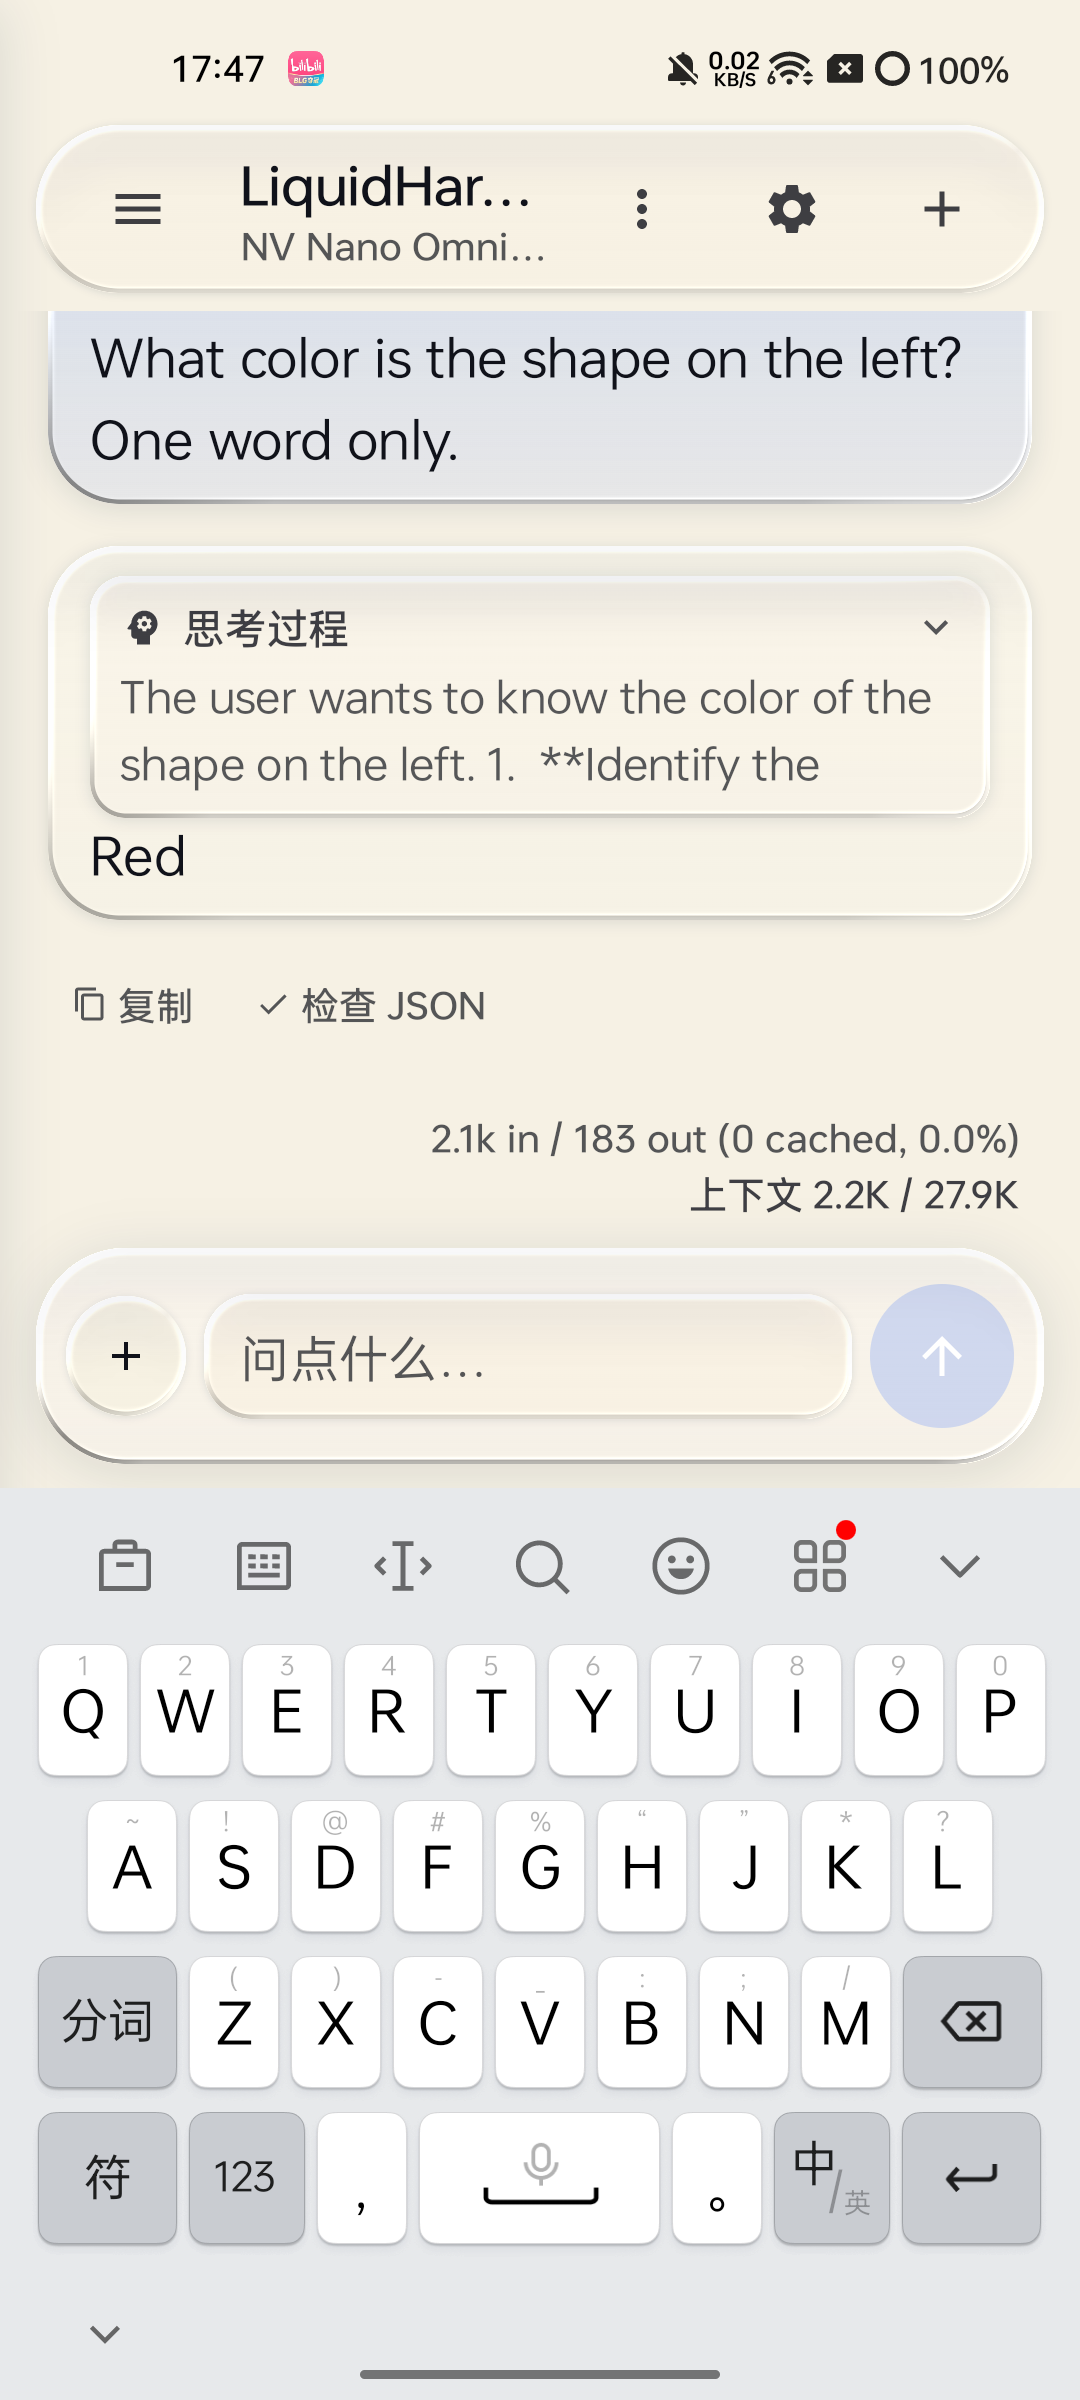 17:47
0.02
KB/S
6
100%
LiquidHar...
NV Nano Omni...
What color is the shape on the left?
One word only.
思考过程
The user wants to know the color of the
shape on the left. 1.  **Identify the
Red
复制
检查 JSON
2.1k in / 183 out (0 cached, 0.0%)
上下文 2.2K / 27.9K
问点什么...
1 2 3 4 5 6 7 8 9 0
Q W E R T Y U I O P
~ ! @ # % “ ” * ?
A S D F G H J K L
( ) - _ : ; /
分词 Z X C V B N M
符 123 , 。 中/英